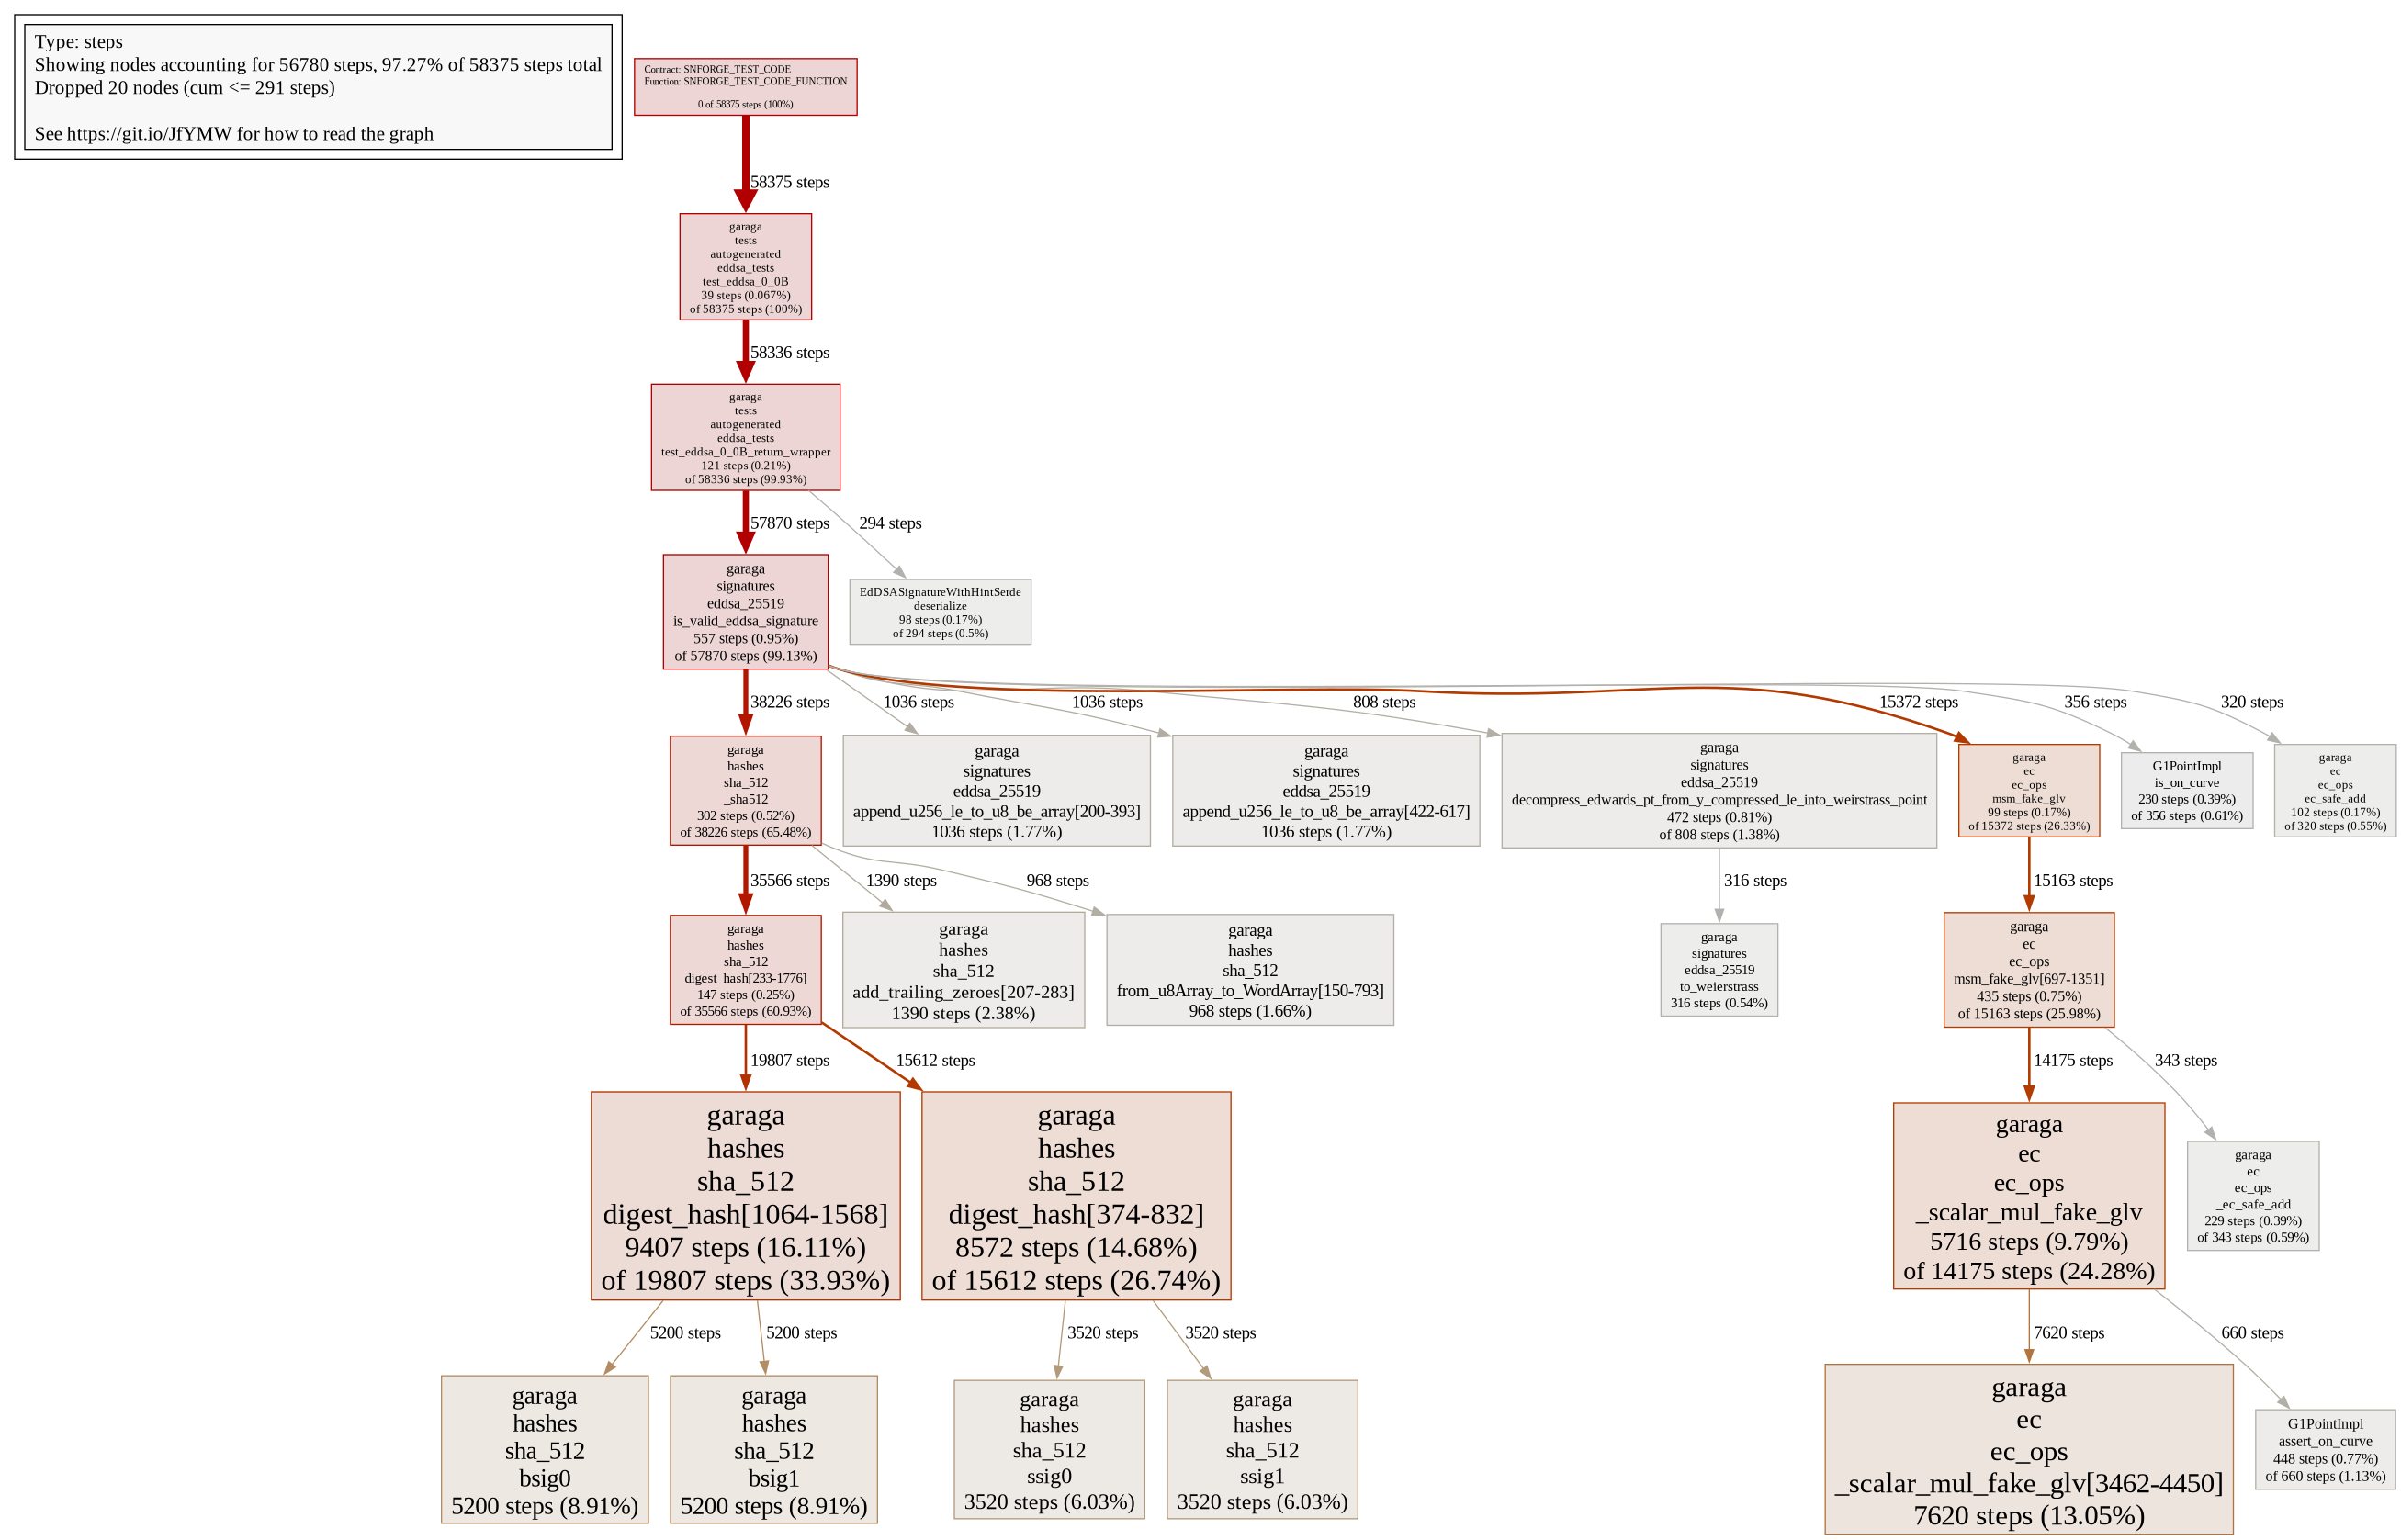 Type: steps
Showing nodes accounting for 56780 steps, 97.27% of 58375 steps total
Dropped 20 nodes (cum <= 291 steps)
See https://git.io/JfYMW for how to read the graph
Contract: SNFORGE_TEST_CODE
Function: SNFORGE_TEST_CODE_FUNCTION
0 of 58375 steps (100%)
58375 steps
garaga
tests
autogenerated
eddsa_tests
test_eddsa_0_0B
39 steps (0.067%)
of 58375 steps (100%)
58336 steps
garaga
tests
autogenerated
eddsa_tests
test_eddsa_0_0B_return_wrapper
121 steps (0.21%)
of 58336 steps (99.93%)
57870 steps
294 steps
garaga
signatures
eddsa_25519
is_valid_eddsa_signature
557 steps (0.95%)
of 57870 steps (99.13%)
EdDSASignatureWithHintSerde
deserialize
98 steps (0.17%)
of 294 steps (0.5%)
38226 steps
1036 steps
1036 steps
808 steps
15372 steps
356 steps
320 steps
garaga
hashes
sha_512
_sha512
302 steps (0.52%)
of 38226 steps (65.48%)
garaga
signatures
eddsa_25519
append_u256_le_to_u8_be_array[200-393]
1036 steps (1.77%)
garaga
signatures
eddsa_25519
append_u256_le_to_u8_be_array[422-617]
1036 steps (1.77%)
garaga
signatures
eddsa_25519
decompress_edwards_pt_from_y_compressed_le_into_weirstrass_point
472 steps (0.81%)
of 808 steps (1.38%)
garaga
ec
ec_ops
msm_fake_glv
99 steps (0.17%)
of 15372 steps (26.33%)
G1PointImpl
is_on_curve
230 steps (0.39%)
of 356 steps (0.61%)
garaga
ec
ec_ops
ec_safe_add
102 steps (0.17%)
of 320 steps (0.55%)
35566 steps
1390 steps
968 steps
316 steps
15163 steps
garaga
hashes
sha_512
digest_hash[233-1776]
147 steps (0.25%)
of 35566 steps (60.93%)
garaga
hashes
sha_512
add_trailing_zeroes[207-283]
1390 steps (2.38%)
garaga
hashes
sha_512
from_u8Array_to_WordArray[150-793]
968 steps (1.66%)
garaga
signatures
eddsa_25519
to_weierstrass
316 steps (0.54%)
garaga
ec
ec_ops
msm_fake_glv[697-1351]
435 steps (0.75%)
of 15163 steps (25.98%)
19807 steps
15612 steps
14175 steps
343 steps
garaga
hashes
sha_512
digest_hash[1064-1568]
9407 steps (16.11%)
of 19807 steps (33.93%)
garaga
hashes
sha_512
digest_hash[374-832]
8572 steps (14.68%)
of 15612 steps (26.74%)
garaga
ec
ec_ops
_scalar_mul_fake_glv
5716 steps (9.79%)
of 14175 steps (24.28%)
garaga
ec
ec_ops
_ec_safe_add
229 steps (0.39%)
of 343 steps (0.59%)
5200 steps
5200 steps
3520 steps
3520 steps
7620 steps
660 steps
garaga
hashes
sha_512
bsig0
5200 steps (8.91%)
garaga
hashes
sha_512
bsig1
5200 steps (8.91%)
garaga
hashes
sha_512
ssig0
3520 steps (6.03%)
garaga
hashes
sha_512
ssig1
3520 steps (6.03%)
garaga
ec
ec_ops
_scalar_mul_fake_glv[3462-4450]
7620 steps (13.05%)
G1PointImpl
assert_on_curve
448 steps (0.77%)
of 660 steps (1.13%)